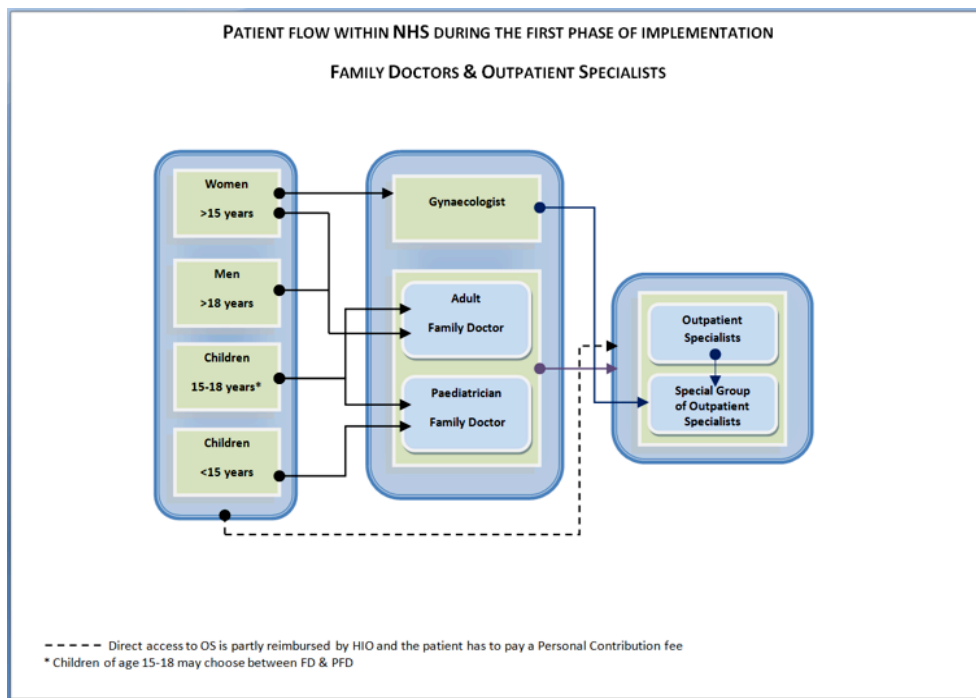 PATIENT FLOW WITHIN NHS DURING THE FIRST PHASE OF IMPLEMENTATION
FAMILY DOCTORS & OUTPATIENT SPECIALISTS
Women
>15 years
Men
>18 years
Children
15-18 years*
Children
<15 years
Gynaecologist
Adult
Family Doctor
Paediatrician
Family Doctor
Outpatient
Specialists
Special Group
of Outpatient
Specialists
Direct access to OS is partly reimbursed by HIO and the patient has to pay a Personal Contribution fee
* Children of age 15-18 may choose between FD & PFD